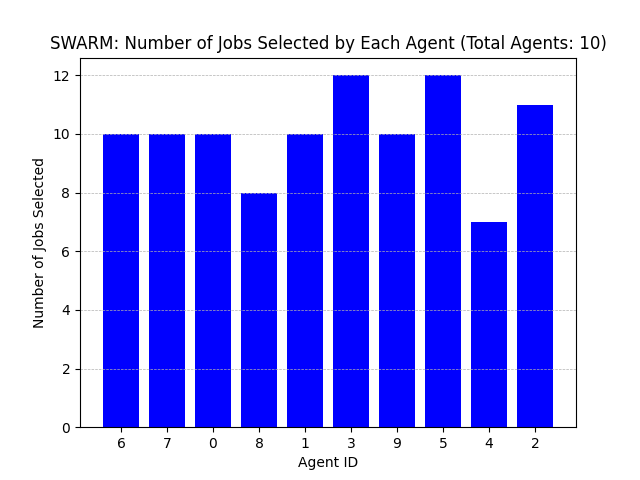 SWARM: Number of Jobs Selected by Each Agent (Total Agents: 10)
12
10
8
6
4
2
0
Number of Jobs Selected
6 7 0 8 1 3 9 5 4 2
Agent ID